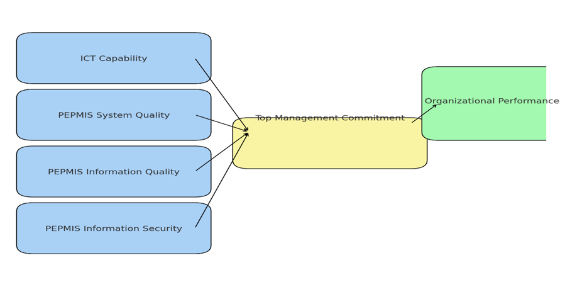 ICT Capability
Organizational Performance
PEPMIS System Quality
Top Management Commitment
PEPMIS Information Quality
PEPMIS Information Security